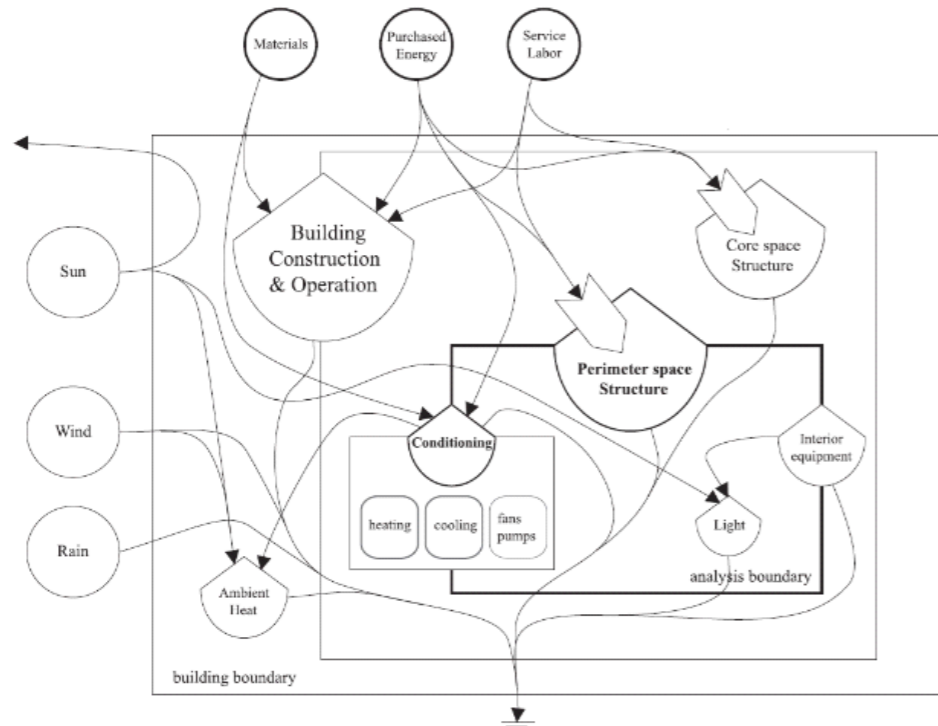 Materials
Purchased
Energy
Service
Labor
Sun
Building
Construction
& Operation
Core space
Structure
Perimeter space
Structure
Wind
Conditioning
Interior
equipment
heating
cooling
fans
pumps
Light
Rain
analysis boundary
Ambient
Heat
building boundary